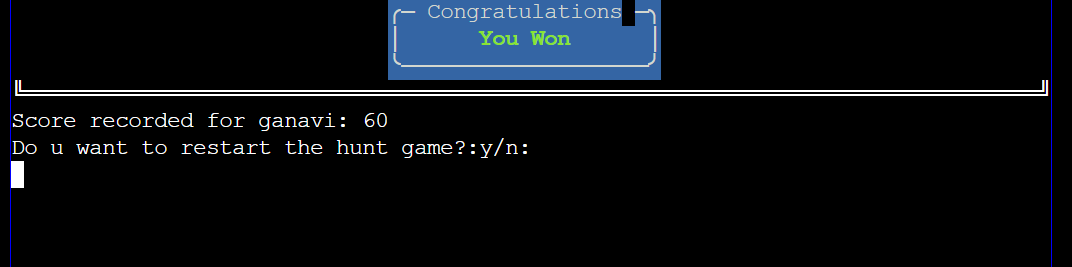 Congratulations
You Won
Score recorded for ganavi: 60
Do u want to restart the hunt game?:y/n: